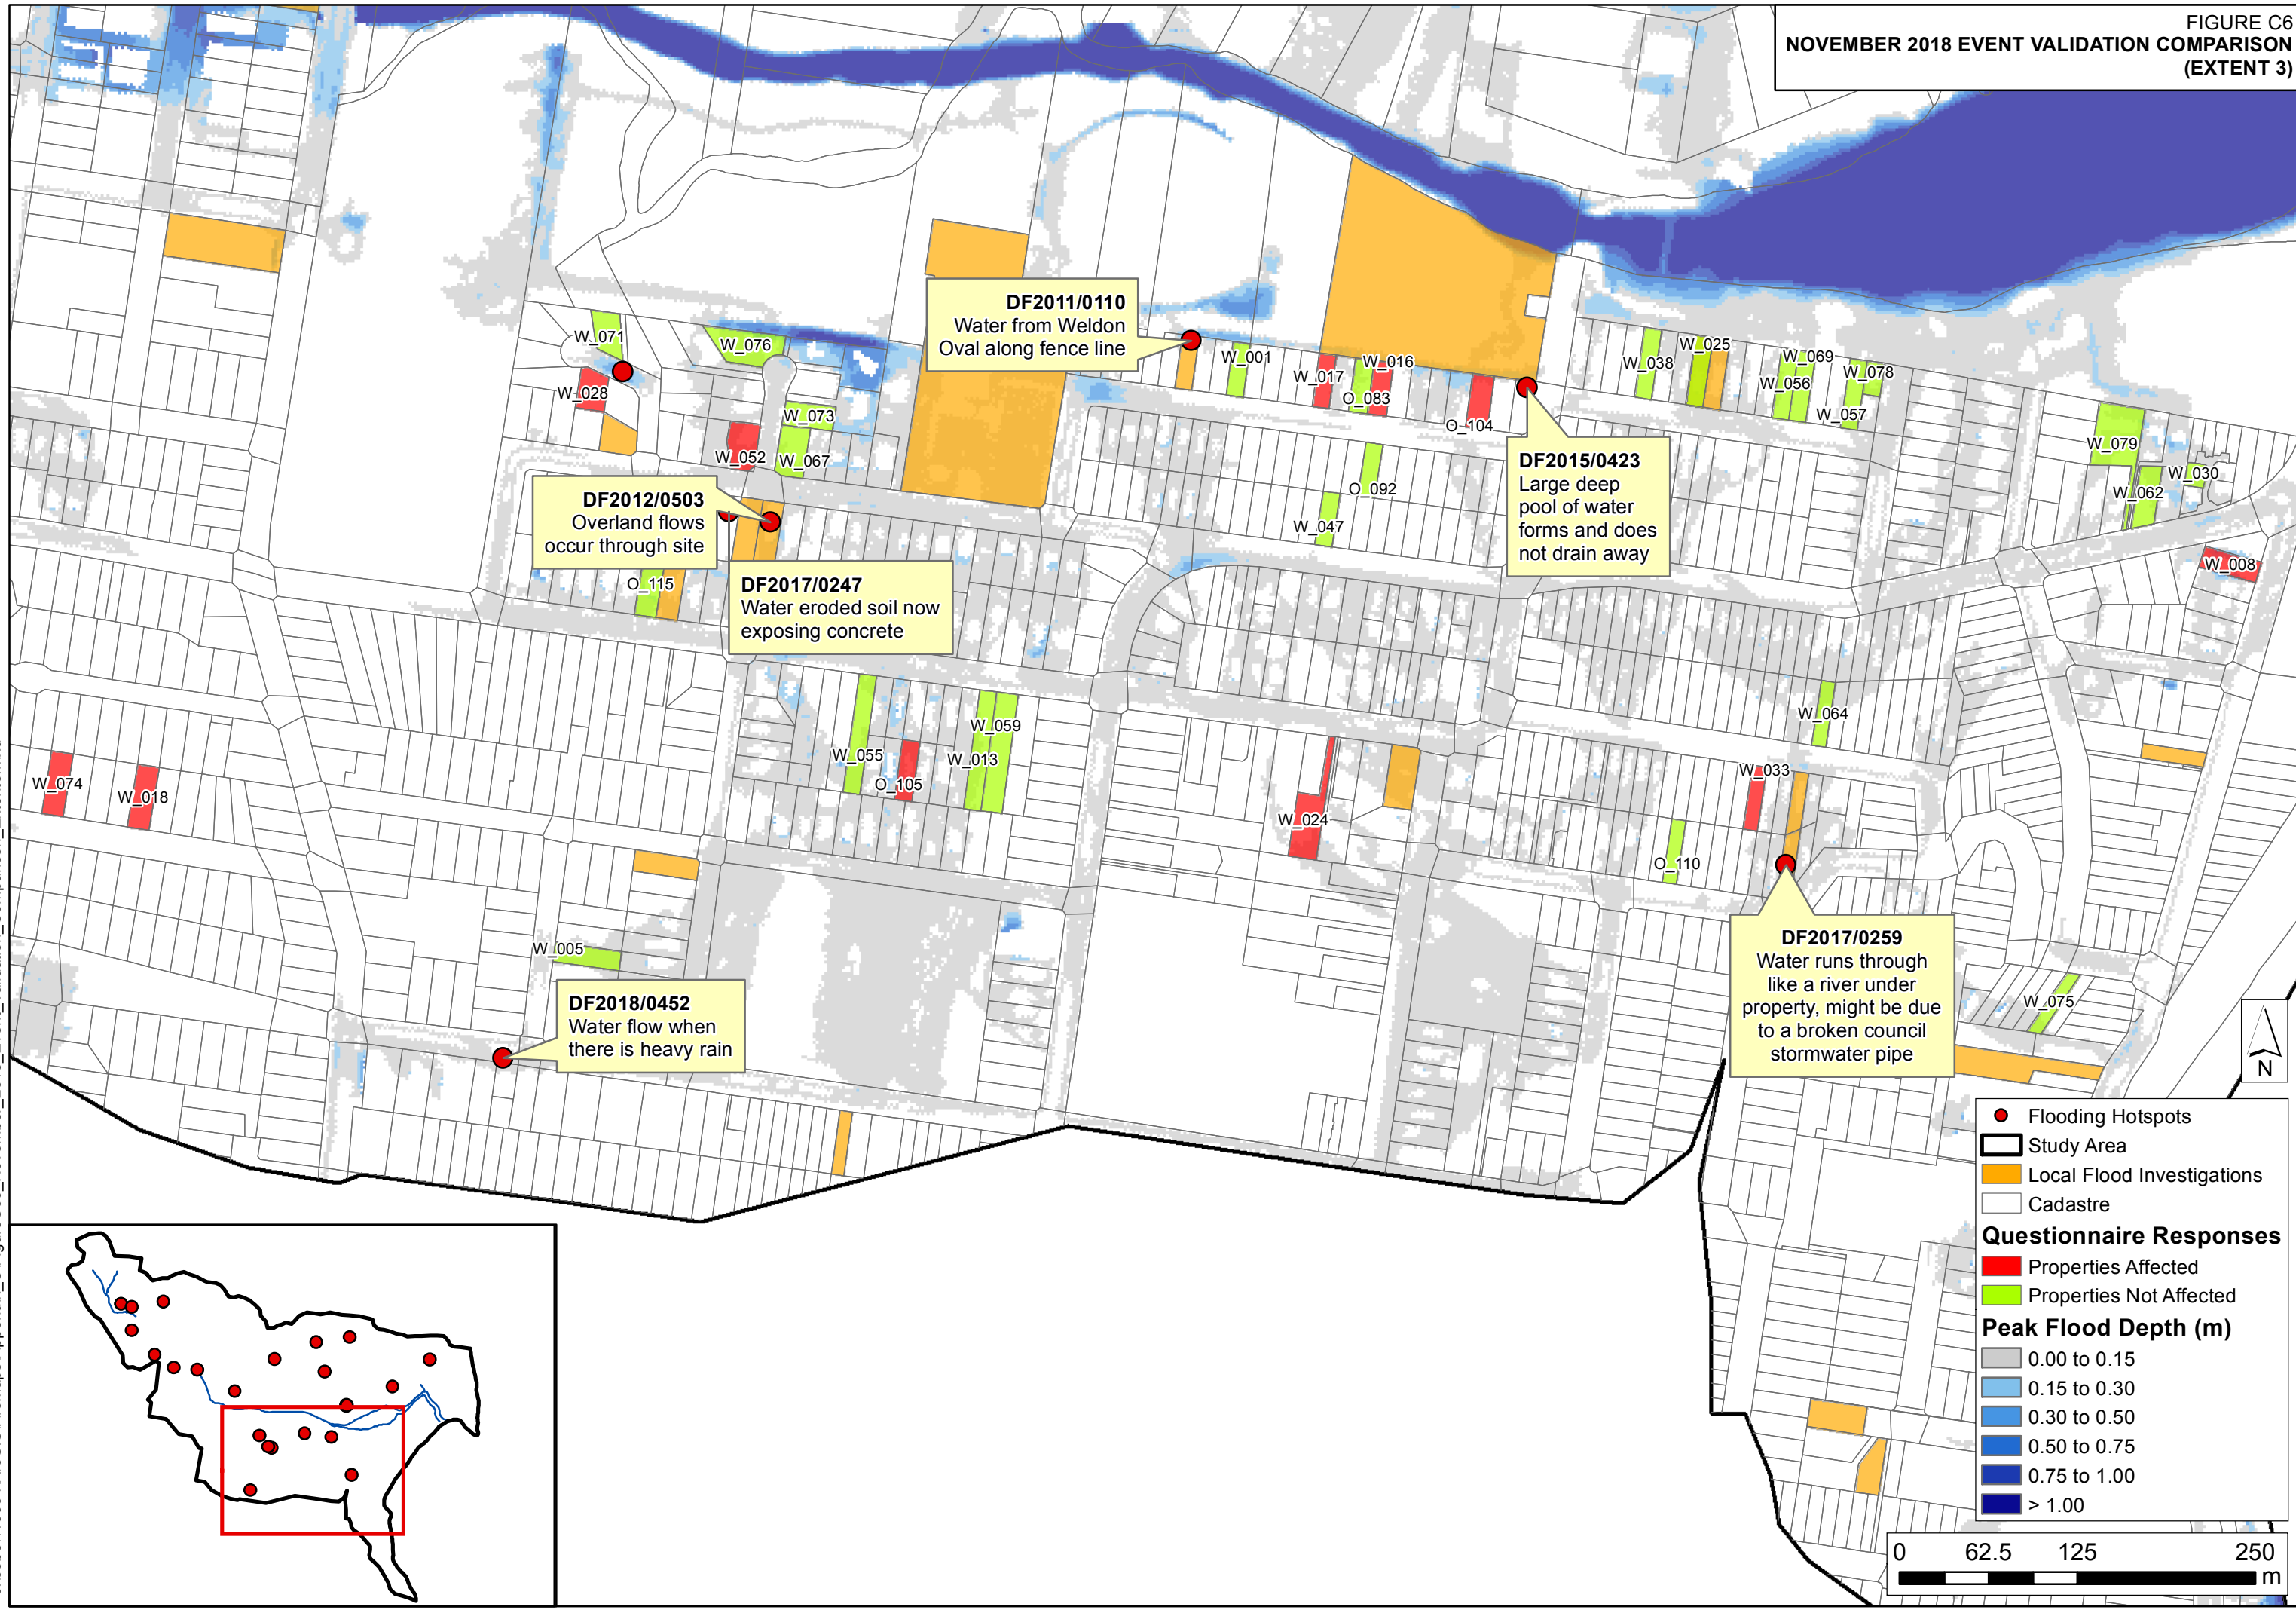 FIGURE C6
NOVEMBER 2018 EVENT VALIDATION COMPARISON
(EXTENT 3)
DF2011/0110
Water from Weldon
Oval along fence line
W_071
W_076
W_001
W_017
W_016
O_083
O_104
W_038
W_025
W_069
W_056
W_078
W_057
W_028
W_073
W_052
W_067
W_079
W_030
W_062
O_092
W_047
DF2015/0423
Large deep
pool of water
forms and does
not drain away
DF2012/0503
Overland flows
occur through site
W_008
O_115
DF2017/0247
Water eroded soil now
exposing concrete
W_064
W_059
W_055
W_013
O_105
W_074
W_018
W_033
W_024
O_110
W_005
DF2017/0259
Water runs through
like a river under
property, might be due
to a broken council
stormwater pipe
W_075
DF2018/0452
Water flow when
there is heavy rain
N
Flooding Hotspots
Study Area
Local Flood Investigations
Cadastre
Questionnaire Responses
Properties Affected
Properties Not Affected
Peak Flood Depth (m)
0.00 to 0.15
0.15 to 0.30
0.30 to 0.50
0.50 to 0.75
0.75 to 1.00
> 1.00
0 62.5 125 250
m